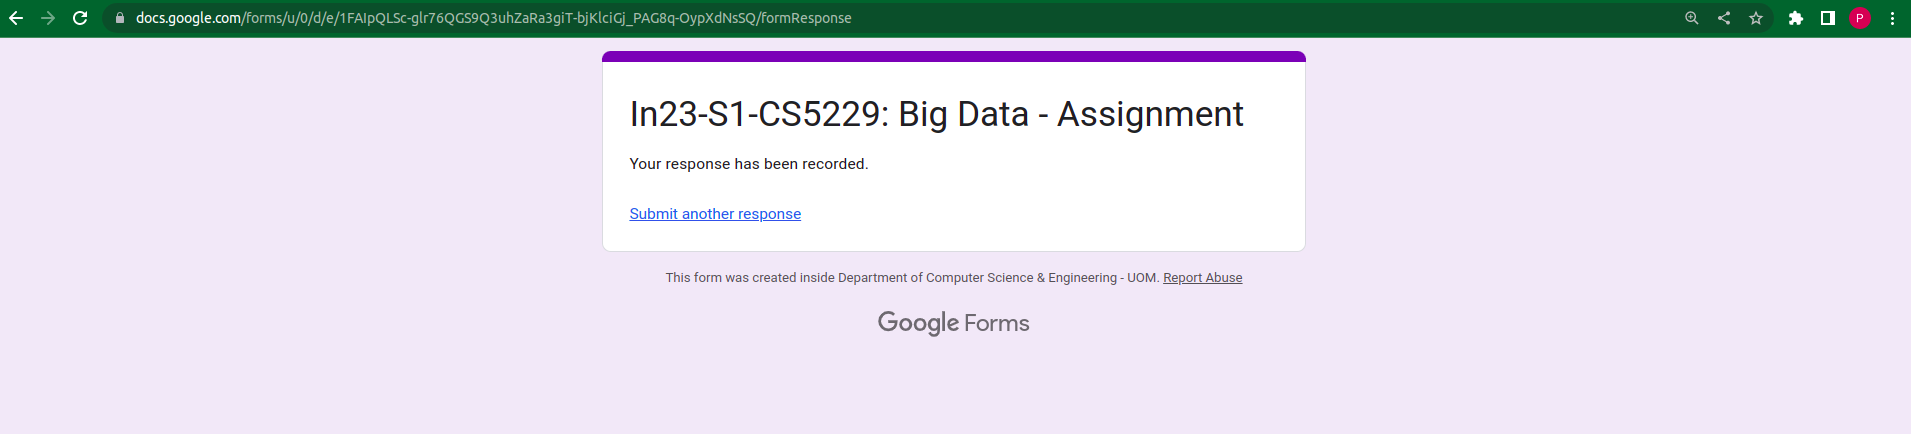 docs.google.com/forms/u/0/d/e/1FAIpQLSc-glr76QGS9Q3uhZaRa3giT-bjKlciGj_PAG8q-OypXdNsSQ/formResponse
P
In23-S1-CS5229: Big Data - Assignment
Your response has been recorded.
Submit another response
This form was created inside Department of Computer Science & Engineering - UOM. Report Abuse
Google Forms